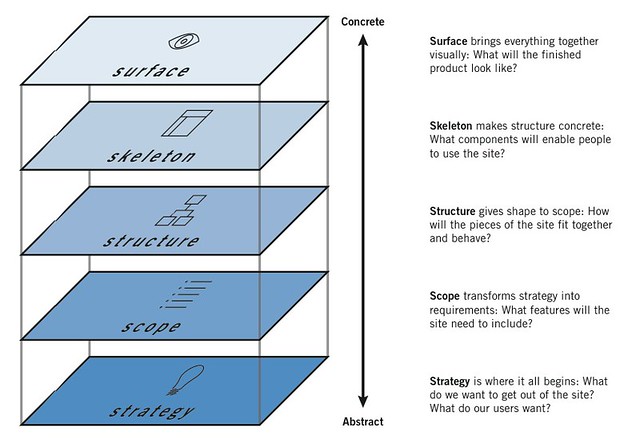 Concrete
surface
Surface brings everything together
visually: What will the finished
product look like?
skeleton
Skeleton makes structure concrete:
What components will enable people
to use the site?
structure
Structure gives shape to scope: How
will the pieces of the site fit together
and behave?
scope
Scope transforms strategy into
requirements: What features will the
site need to include?
strategy
Strategy is where it all begins: What
do we want to get out of the site?
What do our users want?
Abstract